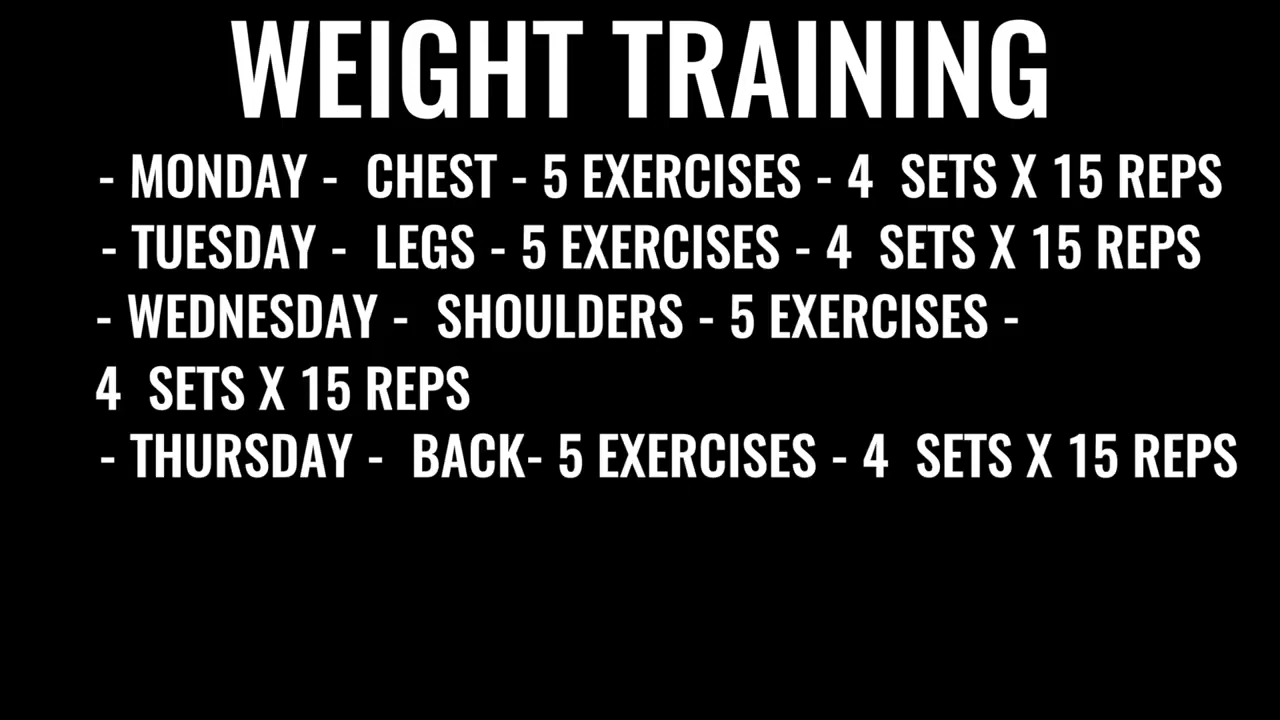 WEIGHT TRAINING
- MONDAY - CHEST - 5 EXERCISES - 4 SETS X 15 REPS
- TUESDAY - LEGS - 5 EXERCISES - 4 SETS X 15 REPS
- WEDNESDAY - SHOULDERS - 5 EXERCISES -
4 SETS X 15 REPS
- THURSDAY - BACK- 5 EXERCISES - 4 SETS X 15 REPS